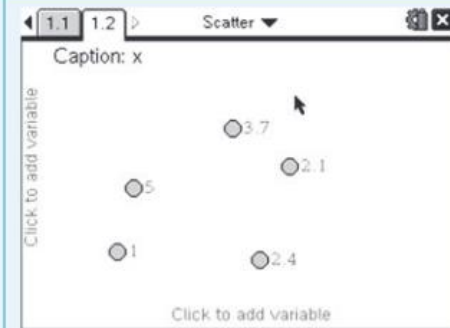 1.1 1.2 Scatter
Caption: x
Click to add variable
3.7
2.1
5
1
2.4
Click to add variable